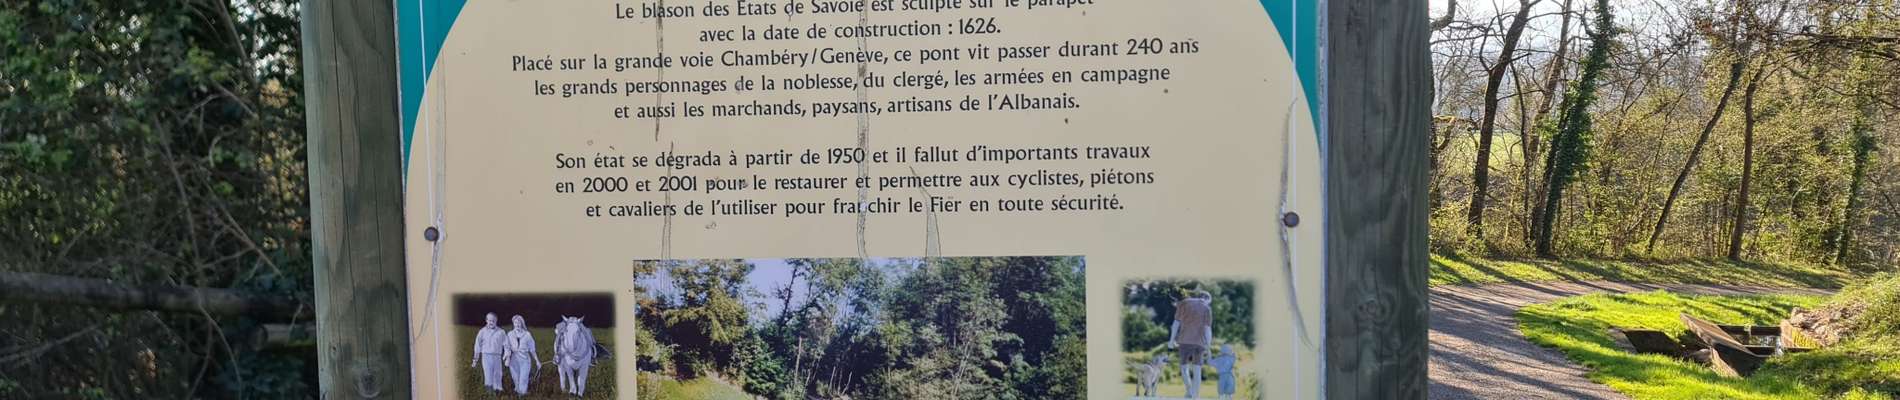 Le blason des États de Savoie est sculpté sur le parapet
avec la date de construction : 1626.
Placé sur la grande voie Chambéry/Genève, ce pont vit passer durant 240 ans
les grands personnages de la noblesse, du clergé, les armées en campagne
et aussi les marchands, paysans, artisans de l'Albanais.
Son état se dégrada à partir de 1950 et il fallut d'importants travaux
en 2000 et 2001 pour le restaurer et permettre aux cyclistes, piétons
et cavaliers de l'utiliser pour franchir le Fier en toute sécurité.